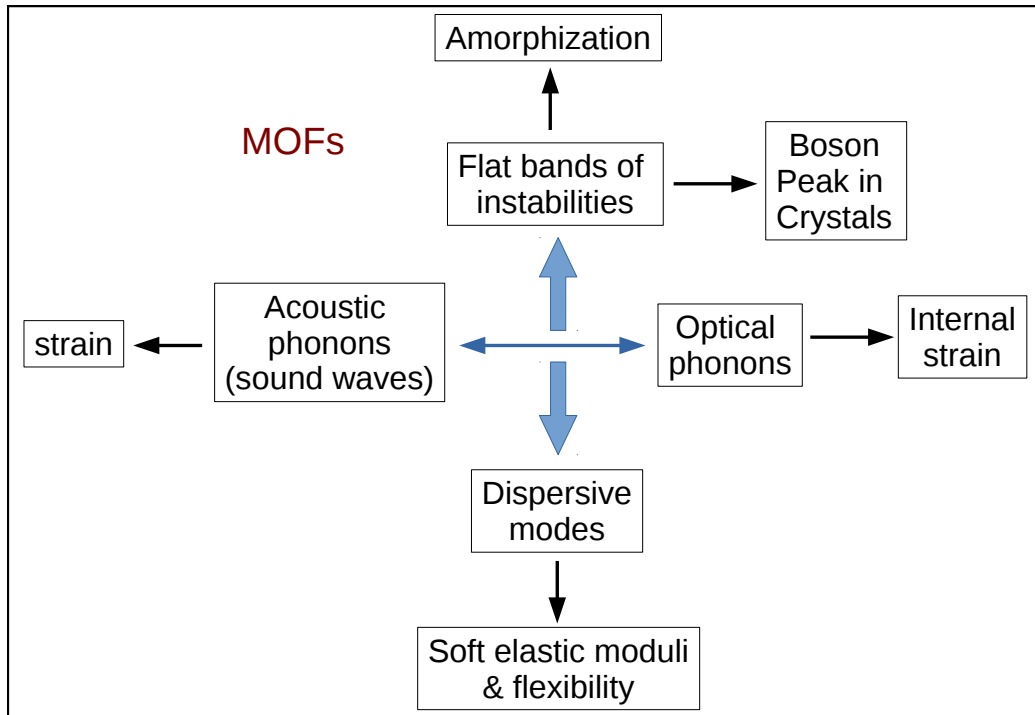 Amorphization
MOFs
Flat bands of
instabilities
Boson
Peak in
Crystals
strain
Acoustic
phonons
(sound waves)
Optical
phonons
Internal
strain
Dispersive
modes
Soft elastic moduli
& flexibility